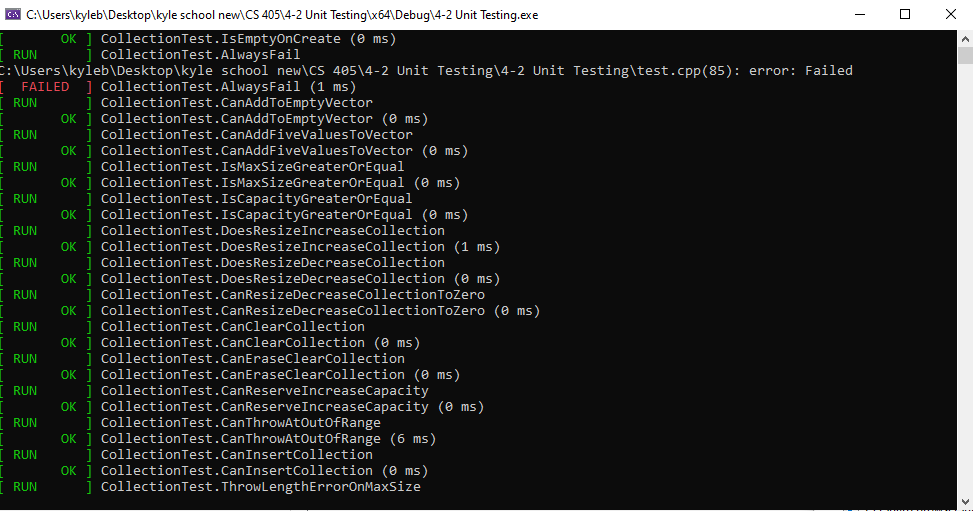 C:\Users\kyleb\Desktop\kyle school new\CS 405\4-2 Unit Testing\x64\Debug\4-2 Unit Testing.exe
[       OK ] CollectionTest.IsEmptyOnCreate (0 ms)
[ RUN      ] CollectionTest.AlwaysFail
C:\Users\kyleb\Desktop\kyle school new\CS 405\4-2 Unit Testing\4-2 Unit Testing\test.cpp(85): error: Failed
[  FAILED  ] CollectionTest.AlwaysFail (1 ms)
[ RUN      ] CollectionTest.CanAddToEmptyVector
[       OK ] CollectionTest.CanAddToEmptyVector (0 ms)
[ RUN      ] CollectionTest.CanAddFiveValuesToVector
[       OK ] CollectionTest.CanAddFiveValuesToVector (0 ms)
[ RUN      ] CollectionTest.IsMaxSizeGreaterOrEqual
[       OK ] CollectionTest.IsMaxSizeGreaterOrEqual (0 ms)
[ RUN      ] CollectionTest.IsCapacityGreaterOrEqual
[       OK ] CollectionTest.IsCapacityGreaterOrEqual (0 ms)
[ RUN      ] CollectionTest.DoesResizeIncreaseCollection
[       OK ] CollectionTest.DoesResizeIncreaseCollection (1 ms)
[ RUN      ] CollectionTest.DoesResizeDecreaseCollection
[       OK ] CollectionTest.DoesResizeDecreaseCollection (0 ms)
[ RUN      ] CollectionTest.CanResizeDecreaseCollectionToZero
[       OK ] CollectionTest.CanResizeDecreaseCollectionToZero (0 ms)
[ RUN      ] CollectionTest.CanClearCollection
[       OK ] CollectionTest.CanClearCollection (0 ms)
[ RUN      ] CollectionTest.CanEraseClearCollection
[       OK ] CollectionTest.CanEraseClearCollection (0 ms)
[ RUN      ] CollectionTest.CanReserveIncreaseCapacity
[       OK ] CollectionTest.CanReserveIncreaseCapacity (0 ms)
[ RUN      ] CollectionTest.CanThrowAtOutOfRange
[       OK ] CollectionTest.CanThrowAtOutOfRange (6 ms)
[ RUN      ] CollectionTest.CanInsertCollection
[       OK ] CollectionTest.CanInsertCollection (0 ms)
[ RUN      ] CollectionTest.ThrowLengthErrorOnMaxSize